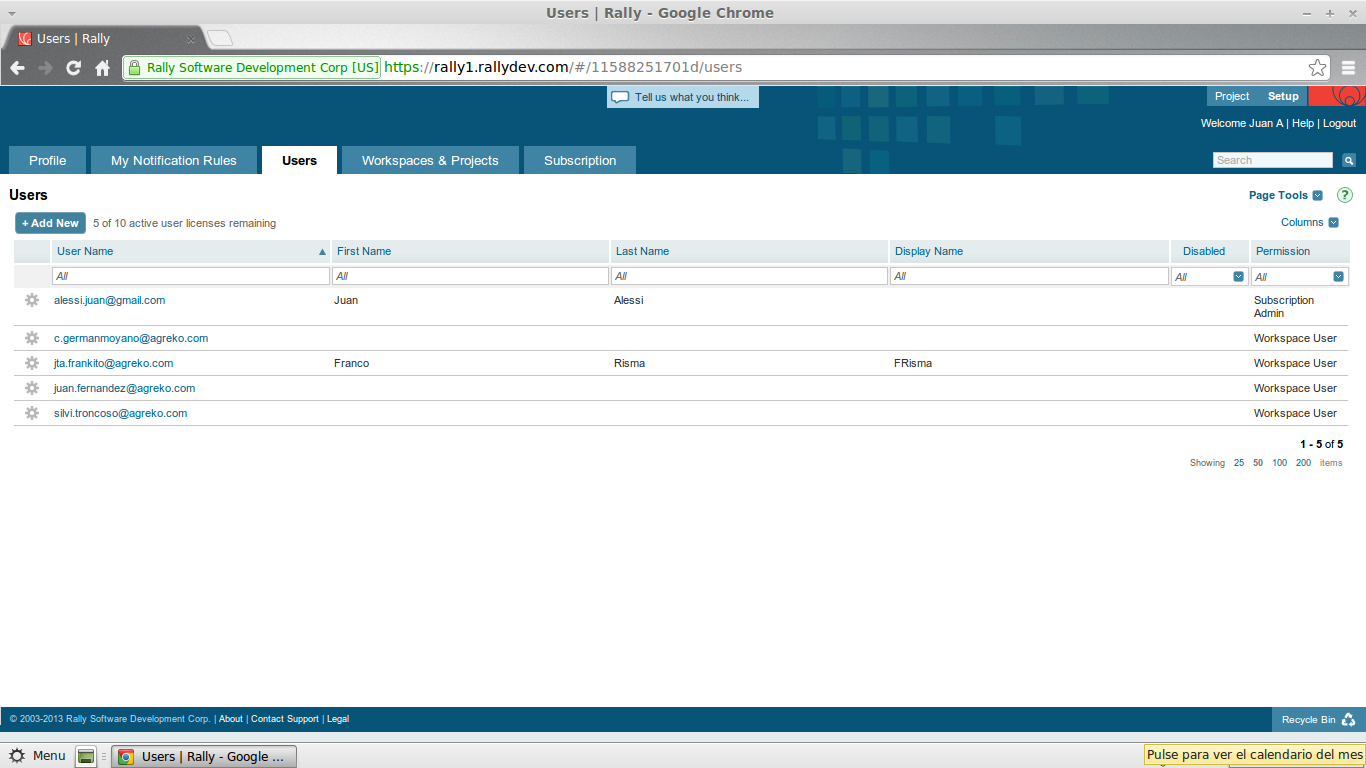 Users | Rally - Google Chrome
Users | Rally
Rally Software Development Corp [US] https://rally1.rallydev.com/#/11588251701d/users
Tell us what you think...
Project Setup
Welcome Juan A | Help | Logout
Profile My Notification Rules Users Workspaces & Projects Subscription
Search
Users
Page Tools ?
+ Add New 5 of 10 active user licenses remaining
Columns
User Name First Name Last Name Display Name Disabled Permission
All All All All All All
alessi.juan@gmail.com Juan Alessi Subscription
Admin
c.germanmoyano@agreko.com Workspace User
jta.frankito@agreko.com Franco Risma FRisma Workspace User
juan.fernandez@agreko.com Workspace User
silvi.troncoso@agreko.com Workspace User
1 - 5 of 5
Showing 25 50 100 200 items
© 2003-2013 Rally Software Development Corp. | About | Contact Support | Legal
Recycle Bin
Menu Users | Rally - Google ...
Pulse para ver el calendario del mes